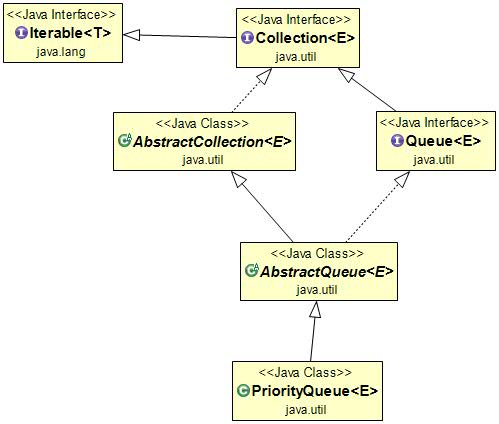 <<Java Interface>>
Iterable<T>
java.lang
<<Java Interface>>
Collection<E>
java.util
<<Java Class>>
AbstractCollection<E>
java.util
<<Java Interface>>
Queue<E>
java.util
<<Java Class>>
AbstractQueue<E>
java.util
<<Java Class>>
PriorityQueue<E>
java.util